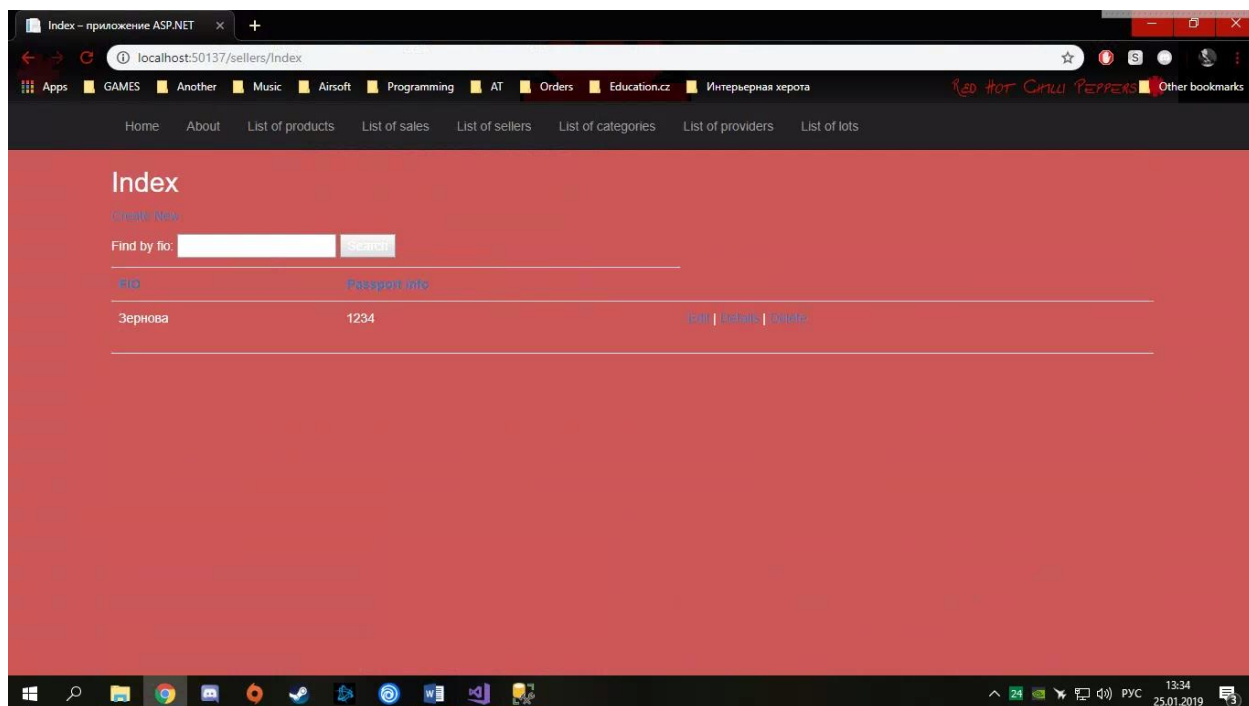 Index – приложение ASP.NET
localhost:50137/sellers/Index
S
Apps GAMES Another Music Airsoft Programming AT Orders Education.cz Интерьерная херота RED HOT CHILLI PEPPERS Other bookmarks
Home About List of products List of sales List of sellers List of categories List of providers List of lots
Index
Create New
Find by fio: Search
FIO Passport info
Зернова 1234 Edit | Details | Delete
24 РУС 13:34
25.01.2019 3